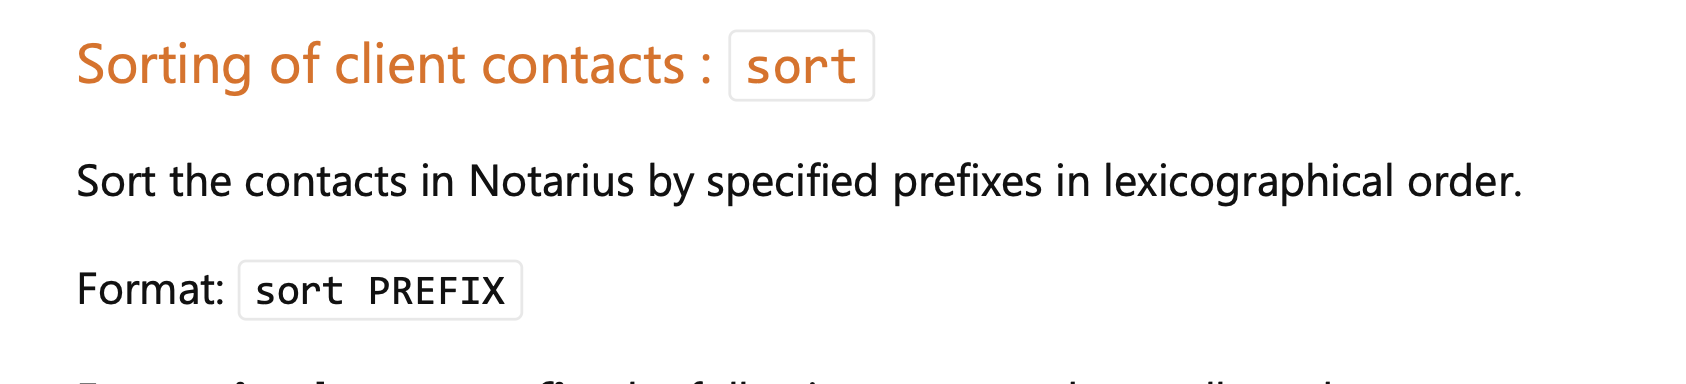 Sorting of client contacts : sort
Sort the contacts in Notarius by specified prefixes in lexicographical order.
Format: sort PREFIX